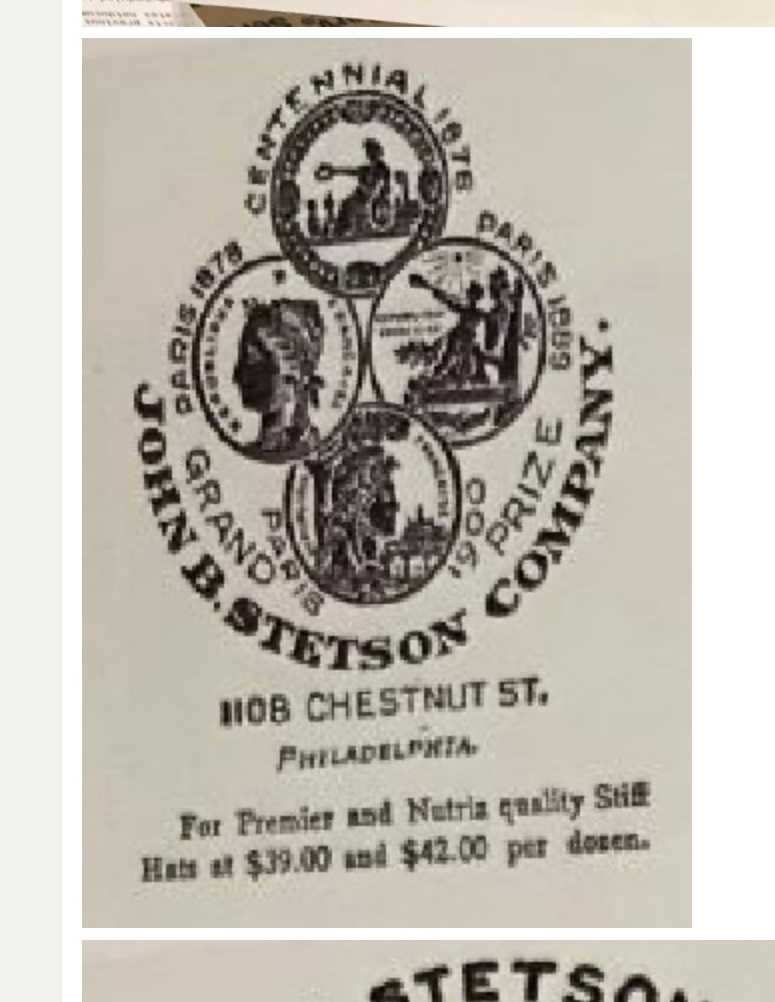 CENTENNIAL 1876
PARIS 1878
PARIS 1889
GRAND PRIZE
PARIS 1900
JOHN B. STETSON COMPANY.
1108 CHESTNUT ST.
PHILADELPHIA.
For Premier and Nutria quality Stiff
Hats at $39.00 and $42.00 per dozen.
STETSON